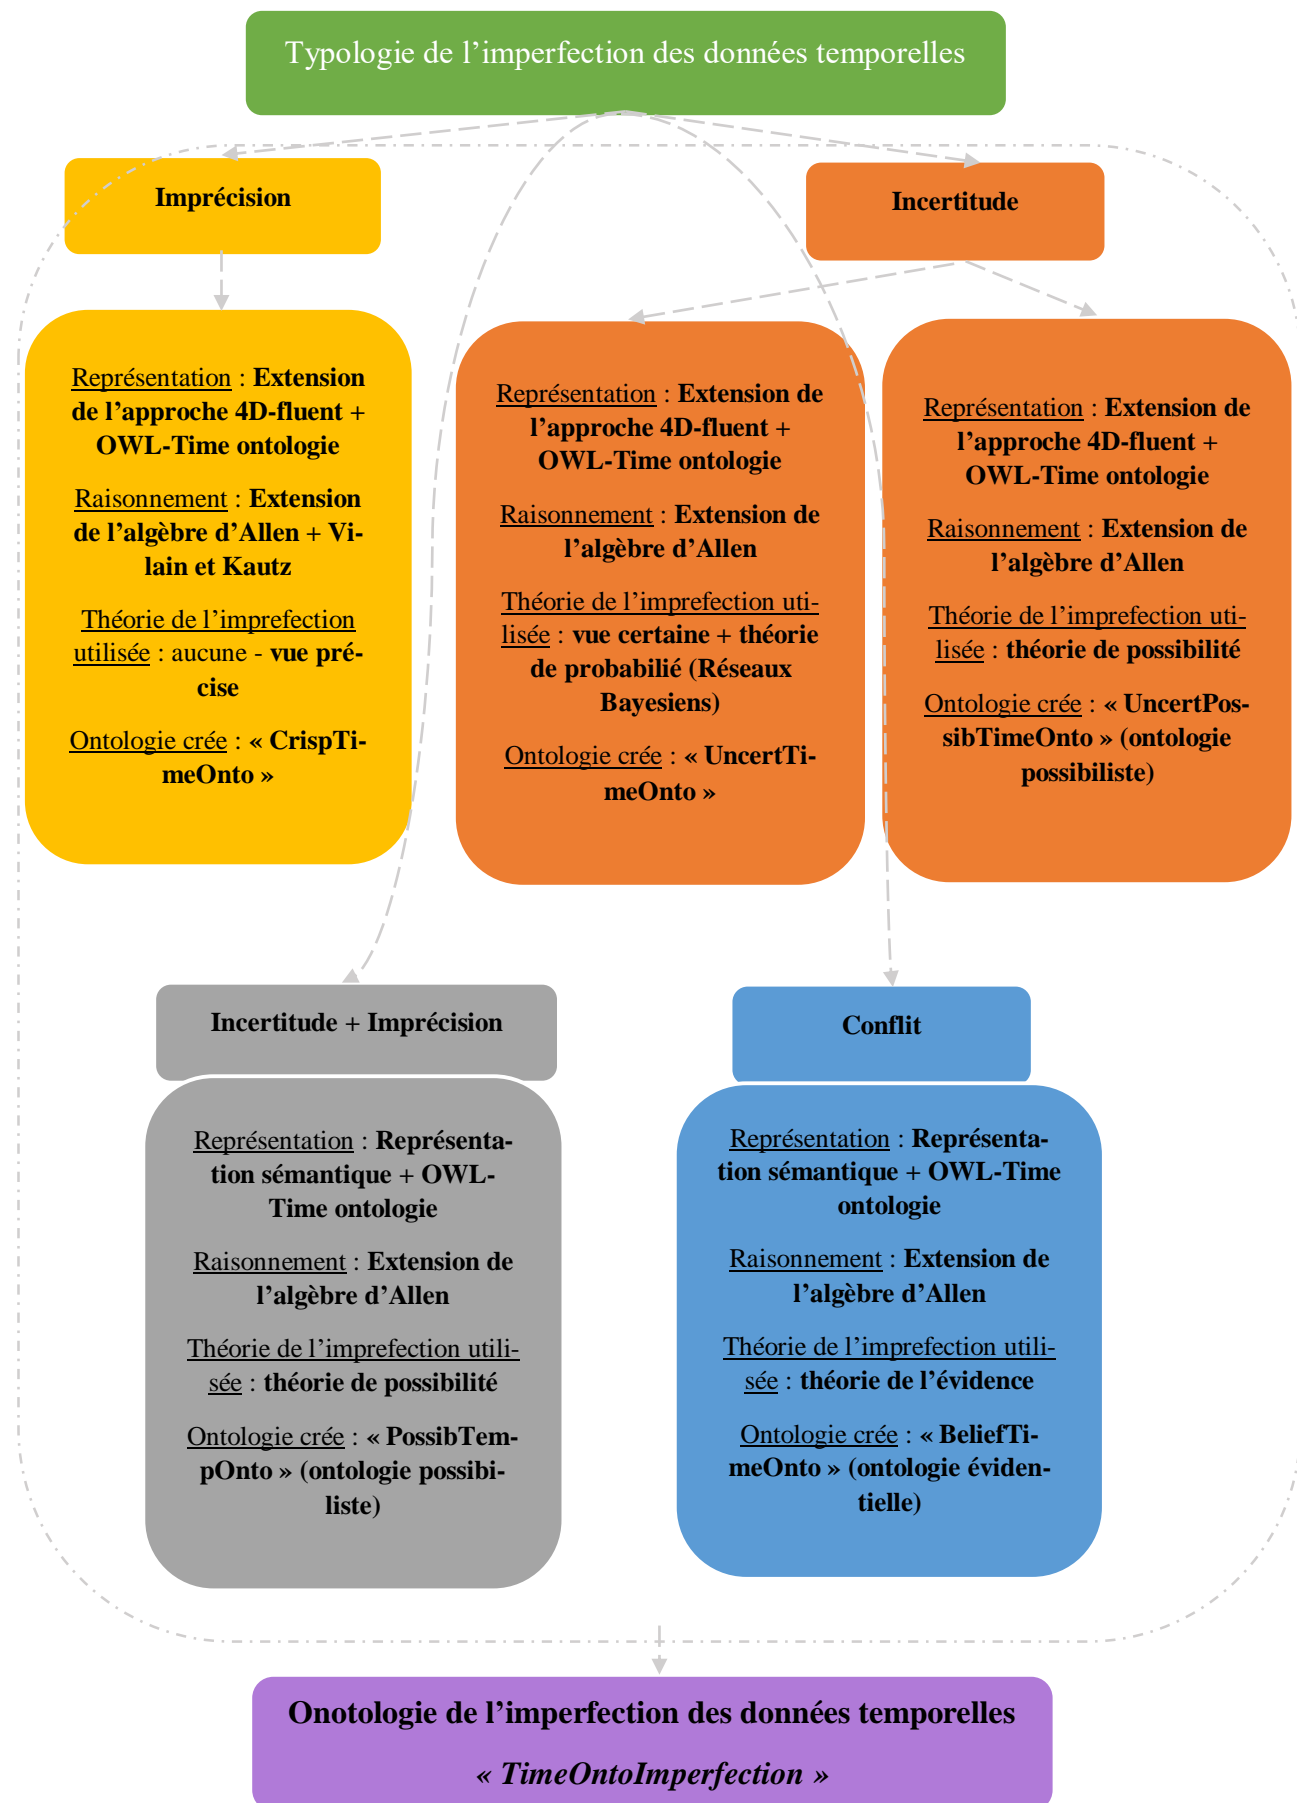 Typologie de l’imperfection des données temporelles
Imprécision
Incertitude
Représentation : Extension
de l’approche 4D-fluent +
OWL-Time ontologie
Raisonnement : Extension
de l’algèbre d’Allen + Vi-
lain et Kautz
Théorie de l’imprefection
utilisée : aucune - vue pré-
cise
Ontologie crée : « CrispTi-
meOnto »
Représentation : Extension de
l’approche 4D-fluent +
OWL-Time ontologie
Raisonnement : Extension de
l’algèbre d’Allen
Théorie de l’imprefection uti-
lisée : vue certaine + théorie
de probabilié (Réseaux
Bayesiens)
Ontologie crée : « UncertTi-
meOnto »
Représentation : Extension de
l’approche 4D-fluent +
OWL-Time ontologie
Raisonnement : Extension de
l’algèbre d’Allen
Théorie de l’imprefection uti-
lisée : théorie de possibilité
Ontologie crée : « UncertPos-
sibTimeOnto » (ontologie
possibiliste)
Incertitude + Imprécision
Conflit
Représentation : Représenta-
tion sémantique + OWL-
Time ontologie
Raisonnement : Extension de
l’algèbre d’Allen
Théorie de l’imprefection utili-
sée : théorie de possibilité
Ontologie crée : « PossibTem-
pOnto » (ontologie possibi-
liste)
Représentation : Représenta-
tion sémantique + OWL-Time
ontologie
Raisonnement : Extension de
l’algèbre d’Allen
Théorie de l’imprefection utili-
sée : théorie de l’évidence
Ontologie crée : « BeliefTi-
meOnto » (ontologie éviden-
tielle)
Onotologie de l’imperfection des données temporelles
« TimeOntoImperfection »